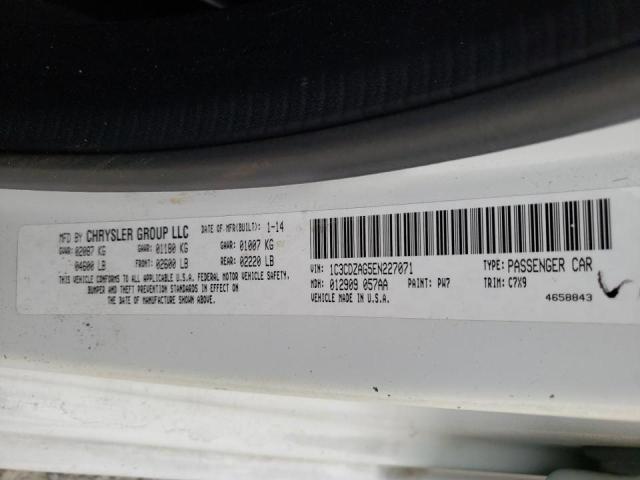 MFD BY CHRYSLER GROUP LLC DATE OF MFR(BUILT): 1-14
GVWR: 02087 KG GAWR: 01180 KG GAWR: 01007 KG
04600 LB FRONT: 02600 LB REAR: 02220 LB
THIS VEHICLE CONFORMS TO ALL APPLICABLE U.S.A. FEDERAL MOTOR VEHICLE SAFETY,
BUMPER AND THEFT PREVENTION STANDARDS IN EFFECT ON
THE DATE OF MANUFACTURE SHOWN ABOVE.
VIN: 1C3CDZAG5EN227071 TYPE: PASSENGER CAR
MDH: 012909 057AA PAINT: PW7 TRIM: C7X9
VEHICLE MADE IN U.S.A. 4658843